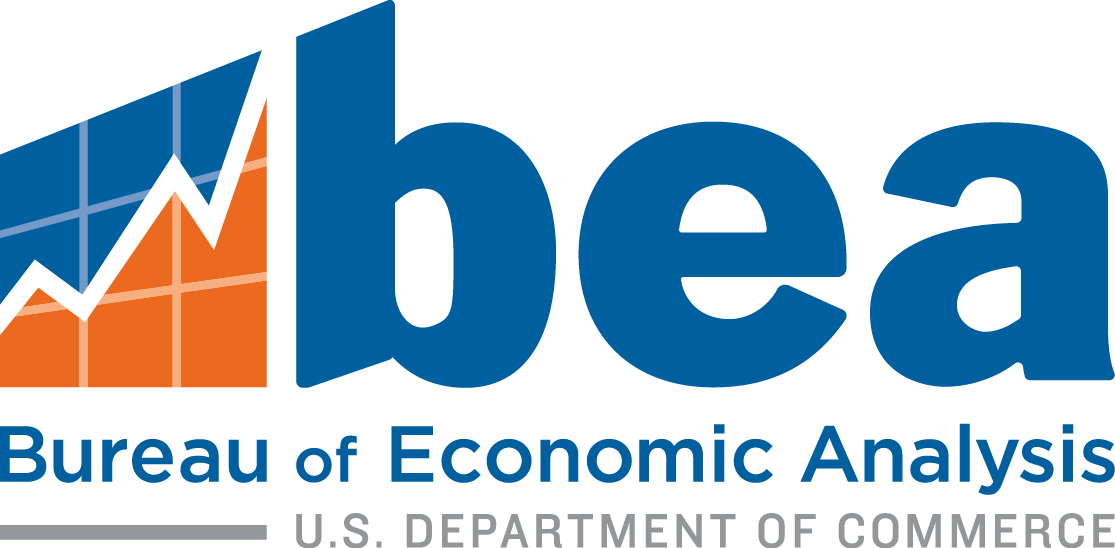 bea
Bureau of Economic Analysis
U.S. DEPARTMENT OF COMMERCE